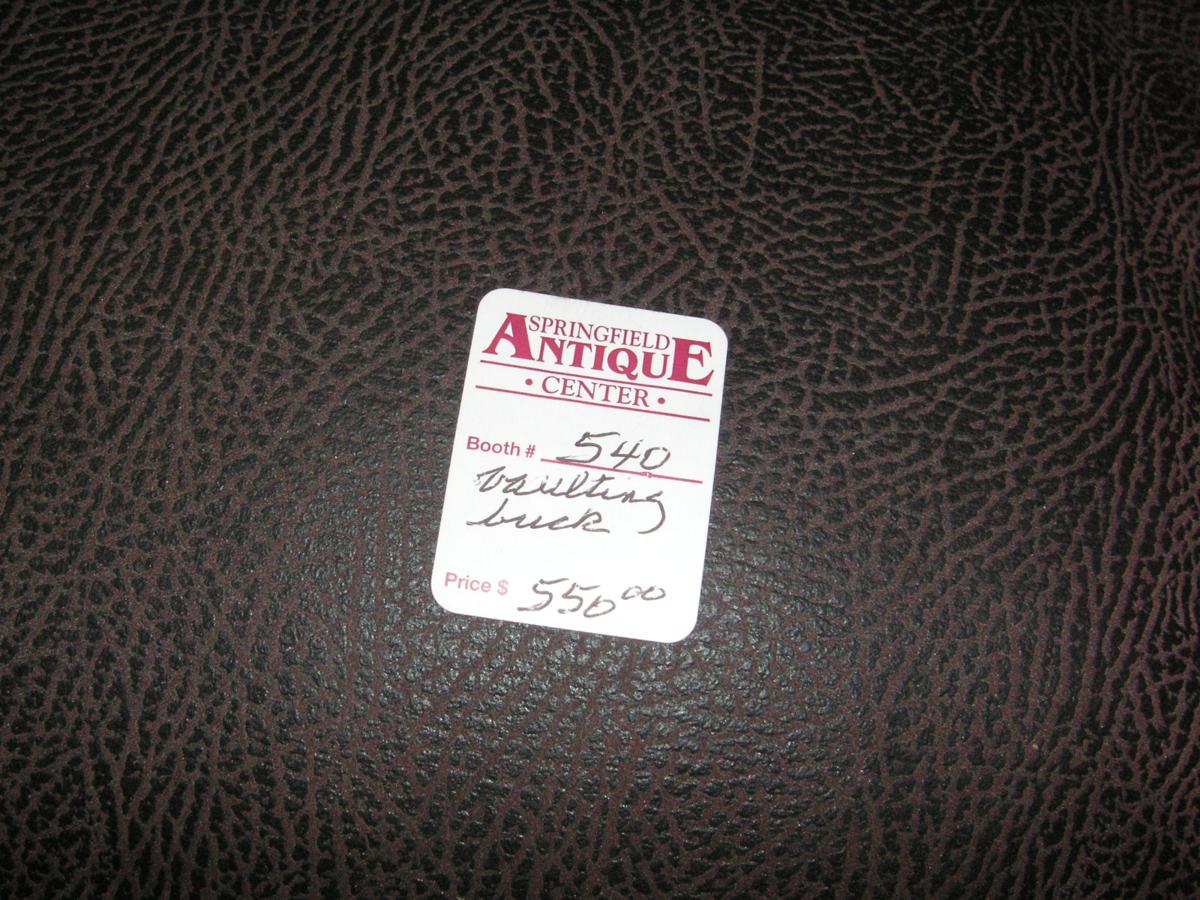 SPRINGFIELD
ANTIQUE
• CENTER •
Booth # 540
vaulting
buck
Price $ 550 00